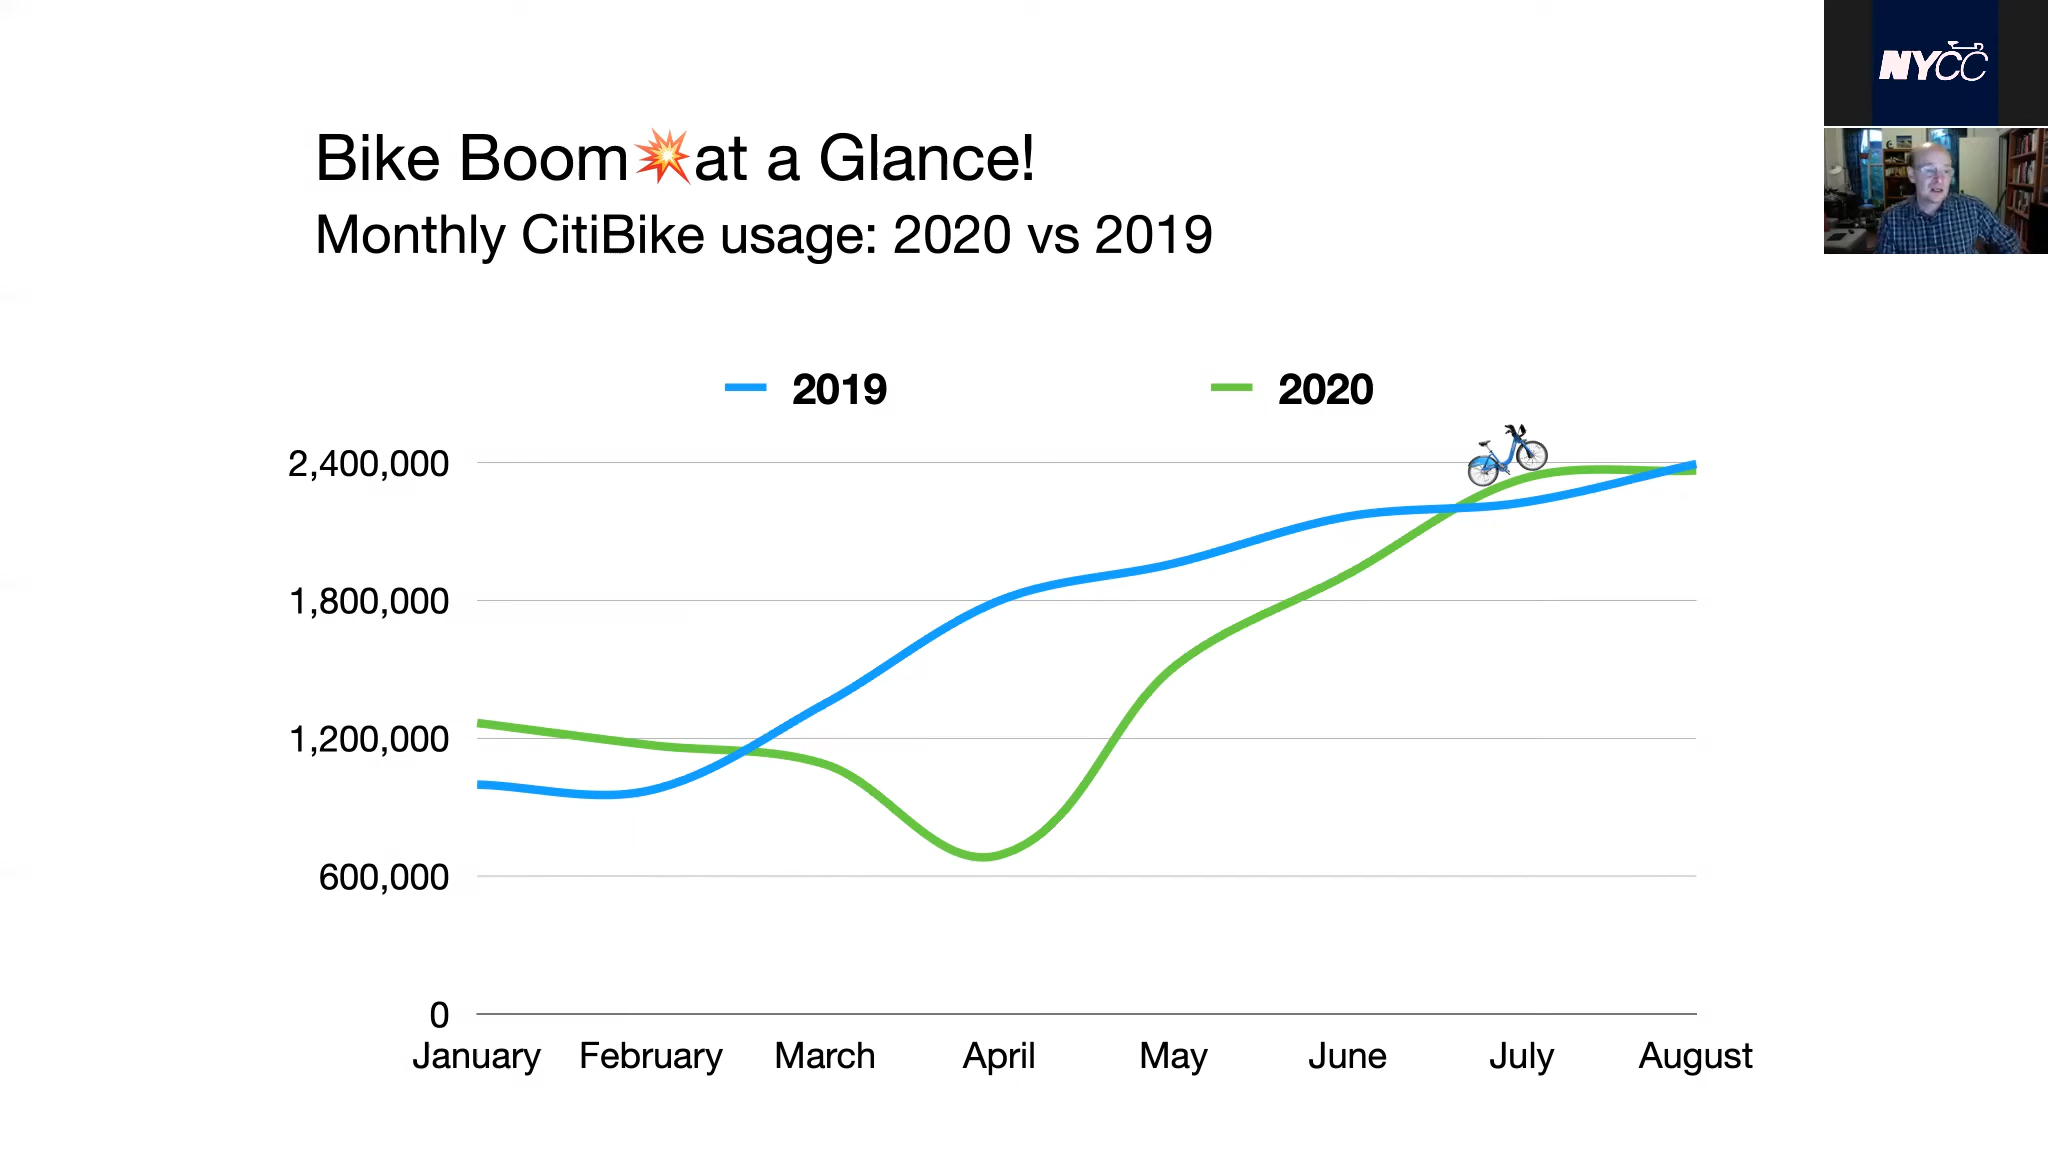 NYCC
Bike Boom💥at a Glance!
Monthly CitiBike usage: 2020 vs 2019
2019
2020
2,400,000
1,800,000
1,200,000
600,000
0
January
February
March
April
May
June
July
August